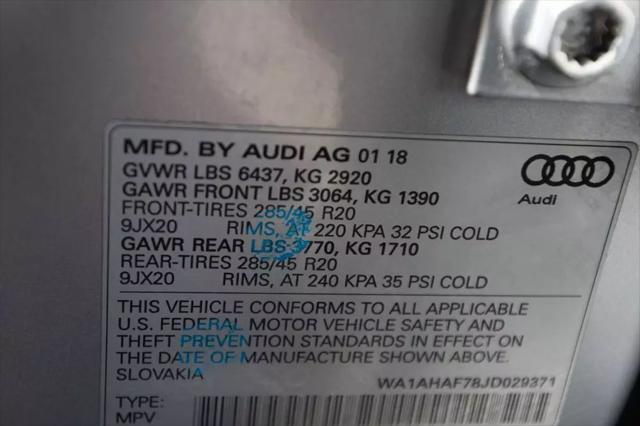 MFD. BY AUDI AG 01 18
GVWR LBS 6437, KG 2920
GAWR FRONT LBS 3064, KG 1390
FRONT-TIRES 285/45 R20
9JX20 RIMS, AT 220 KPA 32 PSI COLD
GAWR REAR LBS 3770, KG 1710
REAR-TIRES 285/45 R20
9JX20 RIMS, AT 240 KPA 35 PSI COLD
Audi
THIS VEHICLE CONFORMS TO ALL APPLICABLE
U.S. FEDERAL MOTOR VEHICLE SAFETY AND
THEFT PREVENTION STANDARDS IN EFFECT ON
THE DATE OF MANUFACTURE SHOWN ABOVE.
SLOVAKIA WA1AHAF78JD029371
TYPE:
MPV